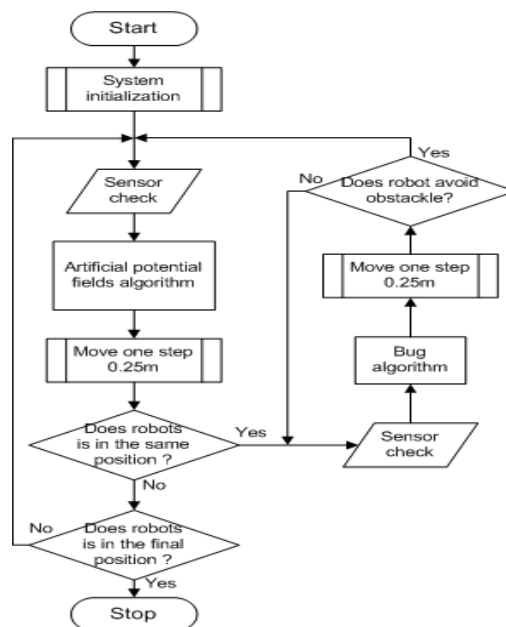 Start
System
initialization
Sensor
check
Artificial potential
fields algorithm
Move one step
0.25m
Does robots
is in the same
position ?
Yes
No
Does robots
is in the final
position ?
No
Yes
Stop
Yes
No
Does robot avoid
obstackle?
Move one step
0.25m
Bug
algorithm
Sensor
check